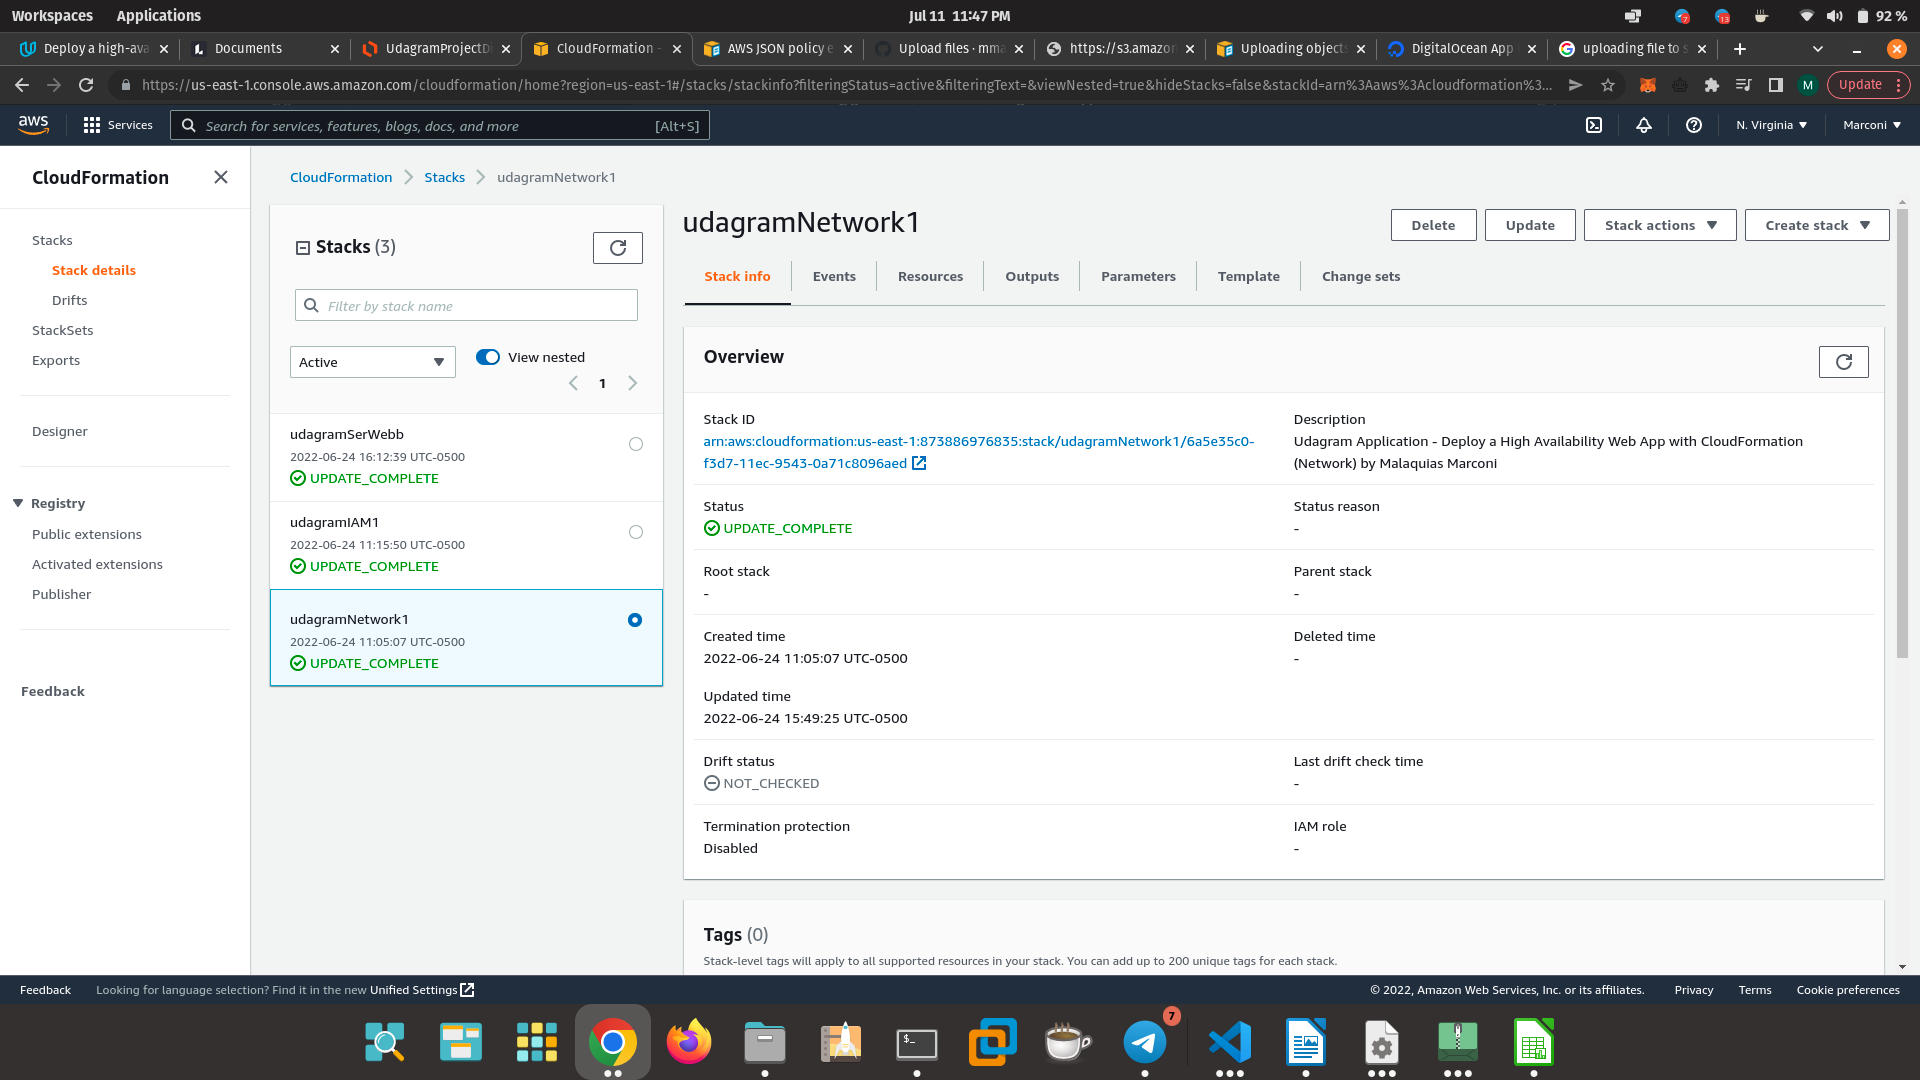 Workspaces Applications Jul 11 11:47 PM 92 %
Deploy a high-ava Documents UdagramProjectDi CloudFormation - AWS JSON policy e Upload files · mma https://s3.amazon Uploading objects DigitalOcean App uploading file to s
https://us-east-1.console.aws.amazon.com/cloudformation/home?region=us-east-1#/stacks/stackinfo?filteringStatus=active&filteringText=&viewNested=true&hideStacks=false&stackId=arn%3Aaws%3Acloudformation%3... M Update
aws Services Search for services, features, blogs, docs, and more [Alt+S] N. Virginia Marconi
CloudFormation
Stacks
Stack details
Drifts
StackSets
Exports
Designer
Registry
Public extensions
Activated extensions
Publisher
Feedback
CloudFormation Stacks udagramNetwork1
Stacks (3)
Filter by stack name
Active View nested
1
udagramSerWebb
2022-06-24 16:12:39 UTC-0500
UPDATE_COMPLETE
udagramIAM1
2022-06-24 11:15:50 UTC-0500
UPDATE_COMPLETE
udagramNetwork1
2022-06-24 11:05:07 UTC-0500
UPDATE_COMPLETE
udagramNetwork1 Delete Update Stack actions Create stack
Stack info Events Resources Outputs Parameters Template Change sets
Overview
Stack ID
arn:aws:cloudformation:us-east-1:873886976835:stack/udagramNetwork1/6a5e35c0-
f3d7-11ec-9543-0a71c8096aed
Description
Udagram Application - Deploy a High Availability Web App with CloudFormation
(Network) by Malaquias Marconi
Status
UPDATE_COMPLETE
Status reason
-
Root stack
-
Parent stack
-
Created time
2022-06-24 11:05:07 UTC-0500
Deleted time
-
Updated time
2022-06-24 15:49:25 UTC-0500
Drift status
NOT_CHECKED
Last drift check time
-
Termination protection
Disabled
IAM role
-
Tags (0)
Stack-level tags will apply to all supported resources in your stack. You can add up to 200 unique tags for each stack.
Feedback Looking for language selection? Find it in the new Unified Settings © 2022, Amazon Web Services, Inc. or its affiliates. Privacy Terms Cookie preferences
7